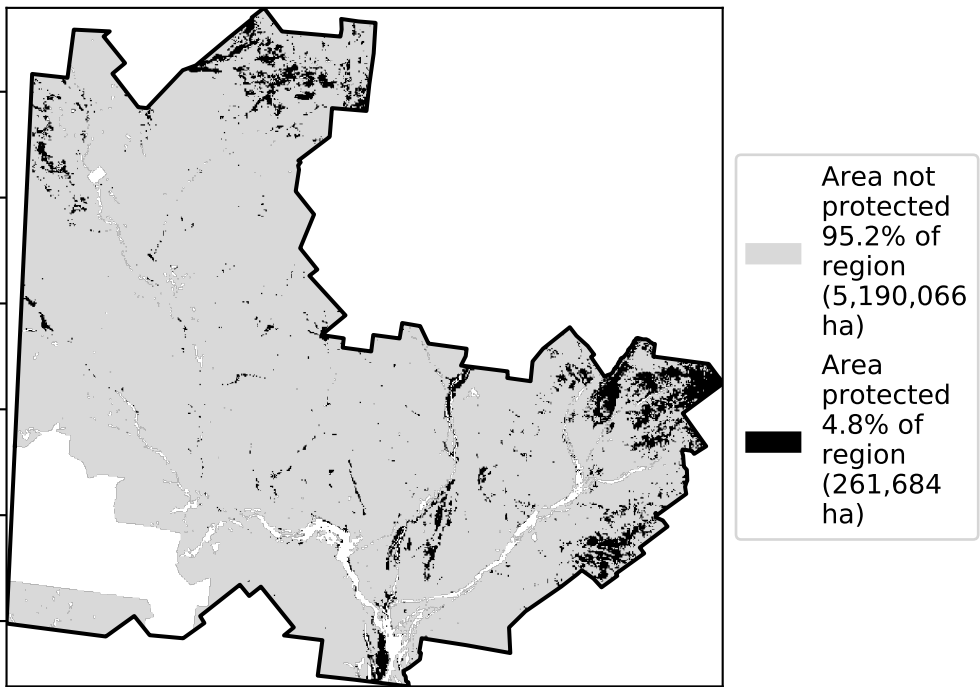 Area not
protected
95.2% of
region
(5,190,066
ha)
Area
protected
4.8% of
region
(261,684
ha)